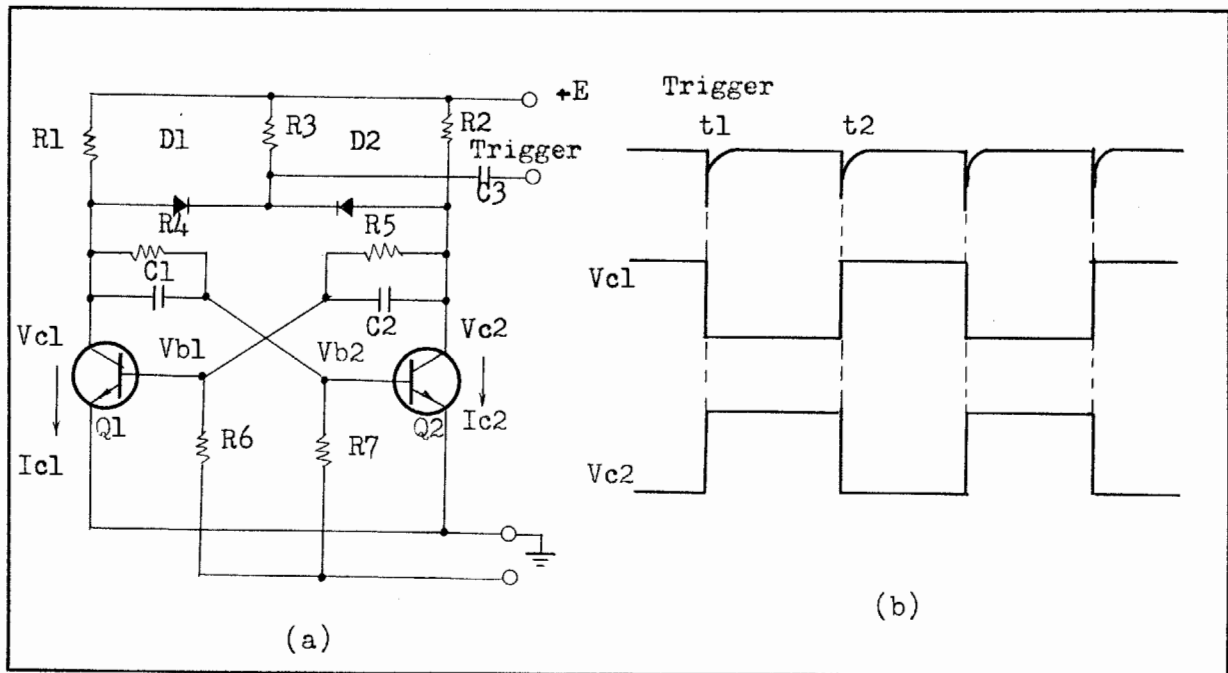 +E
Trigger
R1
D1
R3
D2
R2
Trigger
C3
t1
t2
R4
R5
C1
C2
Vc1
Vb1
Vb2
Vc2
Q1
Q2
Ic1
Ic2
R6
R7
Vc1
Vc2
(a)
(b)